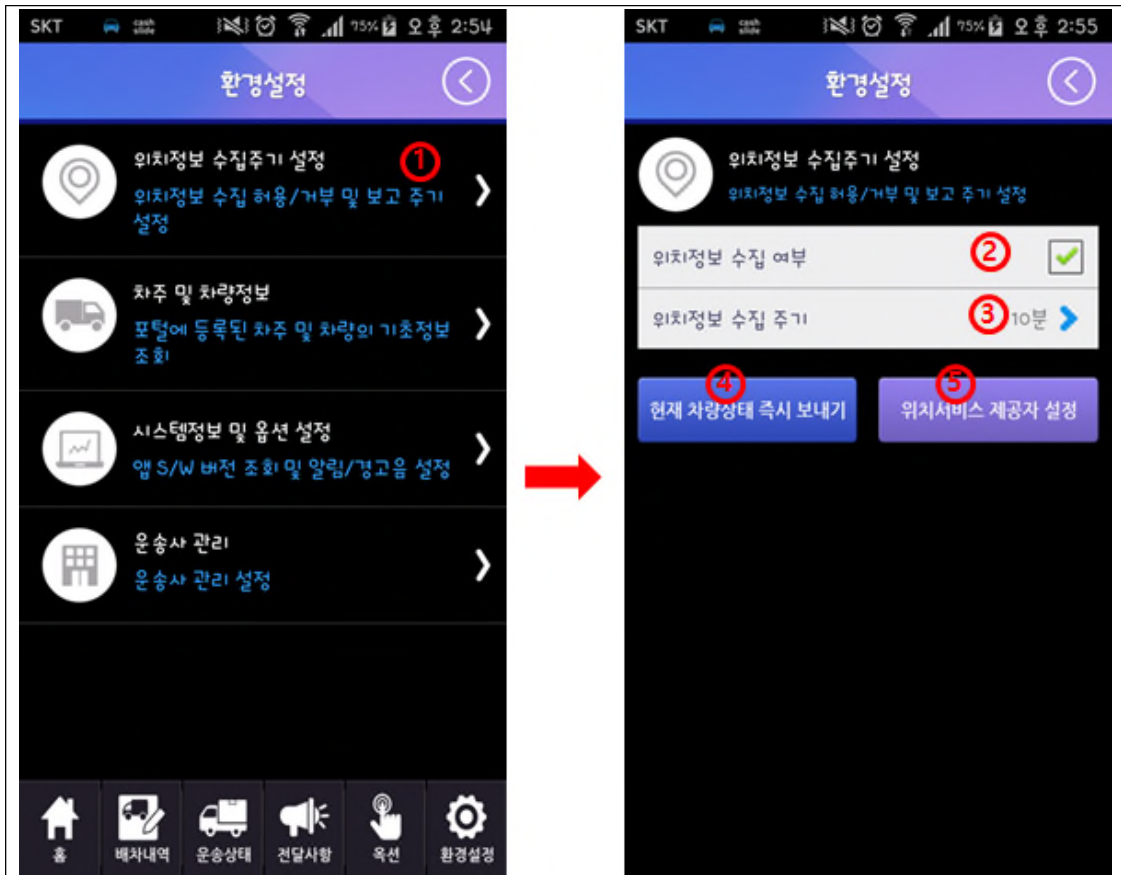 SKT cash slide 75% 오후 2:54
환경설정
위치정보 수집주기 설정 1
위치정보 수집 허용/거부 및 보고 주기
설정
차주 및 차량정보
포털에 등록된 차주 및 차량의 기초정보
조회
시스템정보 및 옵션 설정
앱 S/W 버전 조회 및 알림/경고음 설정
운송사 관리
운송사 관리 설정
홈 배차내역 운송상태 전달사항 옥션 환경설정
SKT cash slide 75% 오후 2:55
환경설정
위치정보 수집주기 설정
위치정보 수집 허용/거부 및 보고 주기 설정
위치정보 수집 여부 2
위치정보 수집 주기 3 10분
4 5
현재 차량상태 즉시 보내기 위치서비스 제공자 설정